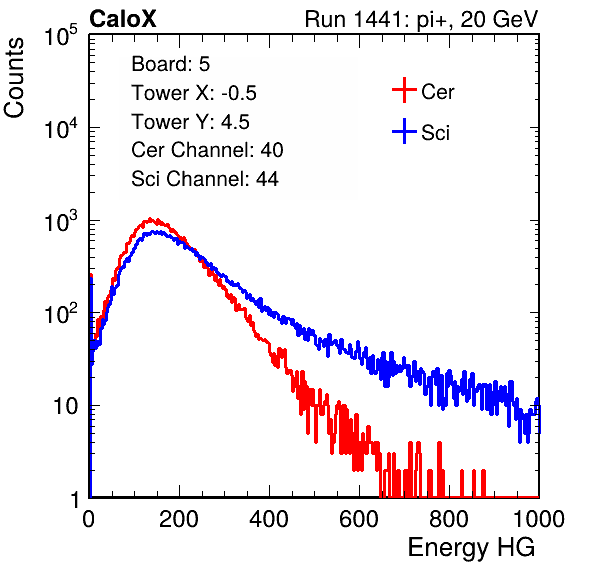 CaloX
Run 1441: pi+, 20 GeV
Counts
Board: 5
Tower X: -0.5
Tower Y: 4.5
Cer Channel: 40
Sci Channel: 44
Cer
Sci
10^5
10^4
10^3
10^2
10
1
0 200 400 600 800 1000
Energy HG